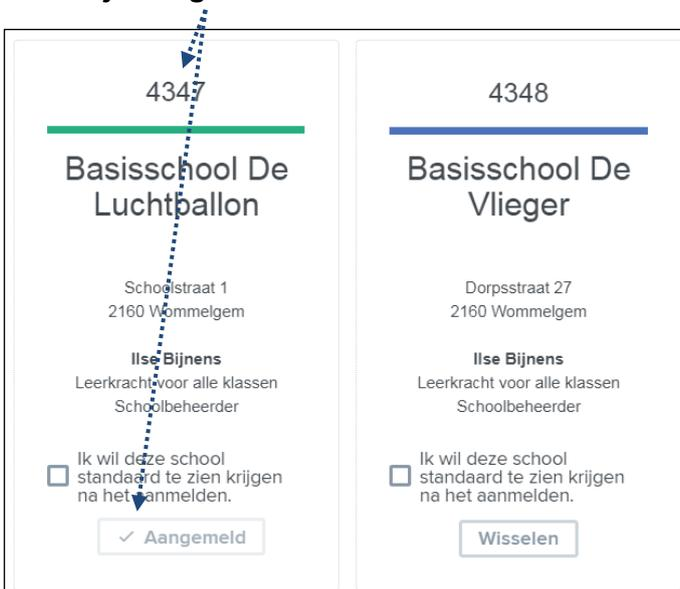 4347
Basisschool De
Luchtballon
Schoolstraat 1
2160 Wommelgem
Ilse Bijnens
Leerkracht voor alle klassen
Schoolbeheerder
Ik wil deze school
standaard te zien krijgen
na het aanmelden.
Aangemeld
4348
Basisschool De
Vlieger
Dorpsstraat 27
2160 Wommelgem
Ilse Bijnens
Leerkracht voor alle klassen
Schoolbeheerder
Ik wil deze school
standaard te zien krijgen
na het aanmelden.
Wisselen